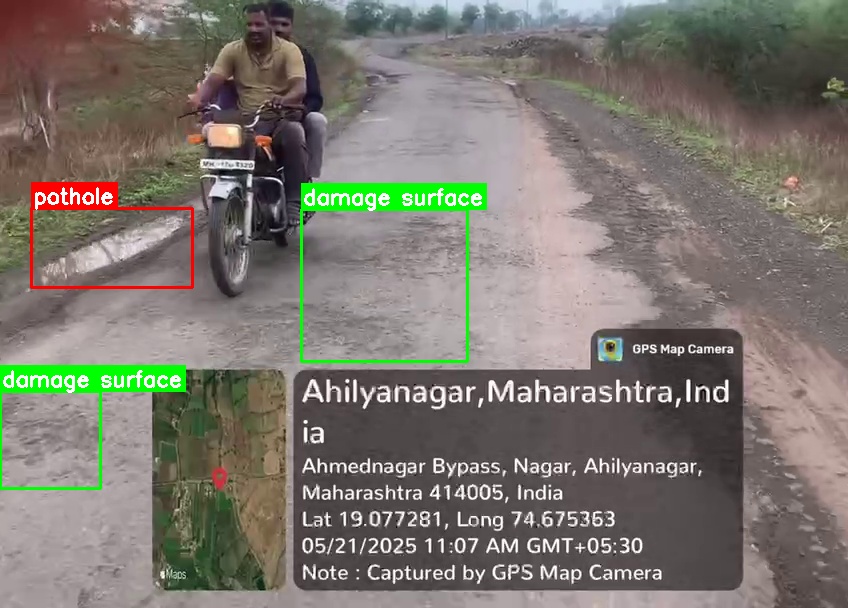 pothole
damage surface
damage surface
GPS Map Camera
Ahilyanagar,Maharashtra,Ind
ia
Ahmednagar Bypass, Nagar, Ahilyanagar,
Maharashtra 414005, India
Lat 19.077281, Long 74.675363
05/21/2025 11:07 AM GMT+05:30
Note : Captured by GPS Map Camera
Maps